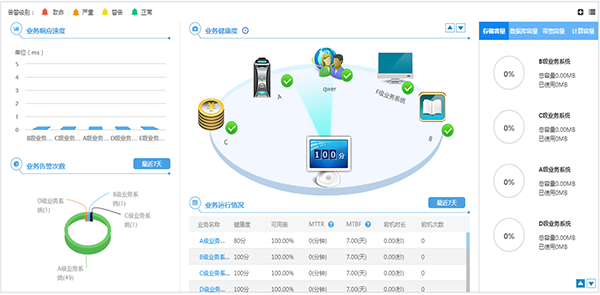 告警级别： 致命 严重 警告 正常
业务响应速度
单位（ms）
5
4
3
2
1
0
B级业务... C级业务... A级业务... D级业务... E级业务...
业务告警次数
最近7天
D级业务系
统(1)
B级业务系
统(1)
C级业务系
统(1)
A级业务系
统(49)
业务健康度
A
qwer
F级业务系统
C
B
100分
业务运行情况
最近7天
业务名称 健康度 可用率 MTTR MTBF 宕机时长 宕机次数
A级业务... 80分 100.00% 0(分钟) 7.00(天) 0.00(秒) 0
B级业务系... 100分 100.00% 0(分钟) 7.00(天) 0.00(秒) 0
C级业务系... 100分 100.00% 0(分钟) 7.00(天) 0.00(秒) 0
D级业务... 100分 100.00% 0(分钟) 7.00(天) 0.00(秒) 0
存储容量 数据库容量 带宽容量 计算容量
0%
B级业务系统
总容量0.00MB
已使用0MB
0%
C级业务系统
总容量0.00MB
已使用0MB
0%
A级业务系统
总容量0.00MB
已使用0MB
0%
D级业务系统
总容量0.00MB
已使用0MB